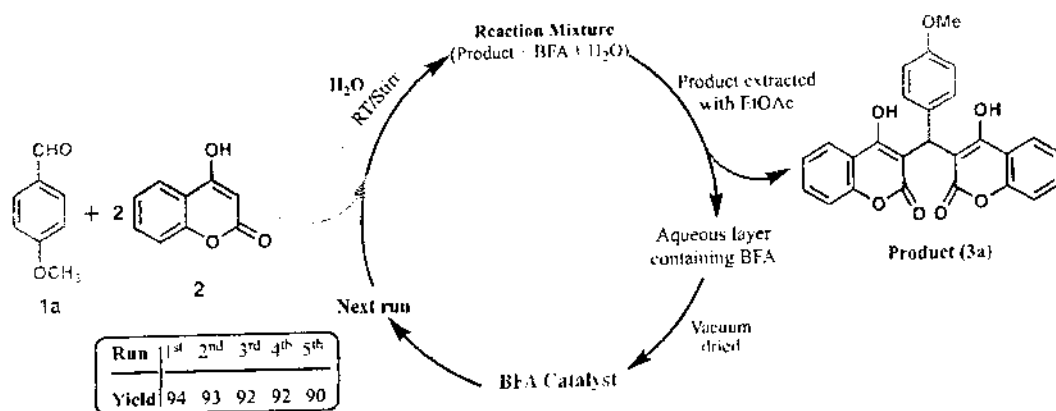 Reaction Mixture
(Product + BFA + H₂O)
H₂O
RT/Stirr
Product extracted
with EtOAc
OMe
OH
OH
O
O
O
O
Product (3a)
CHO
OCH₃
1a
+ 2
OH
O
O
2
Aqueous layer
containing BFA
Vacuum
dried
BFA Catalyst
Next run
Run 1st 2nd 3rd 4th 5th
Yield 94 93 92 92 90